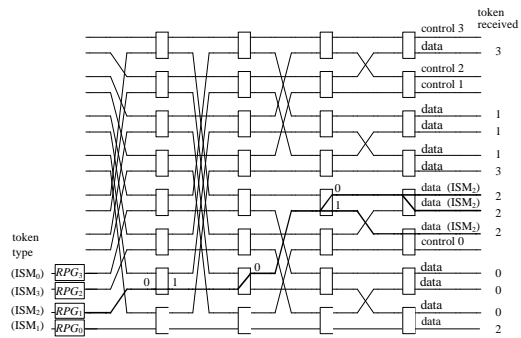 token
received
control 3
data 3
control 2
control 1
data 1
data 1
data 1
data 3
0 data (ISM2) 2
data (ISM2) 2
1 data (ISM2) 2
control 0
token
type
(ISM0) RPG3 0 1 0 data 0
(ISM3) RPG2 data 0
(ISM2) RPG1 data 0
(ISM1) RPG0 data 2